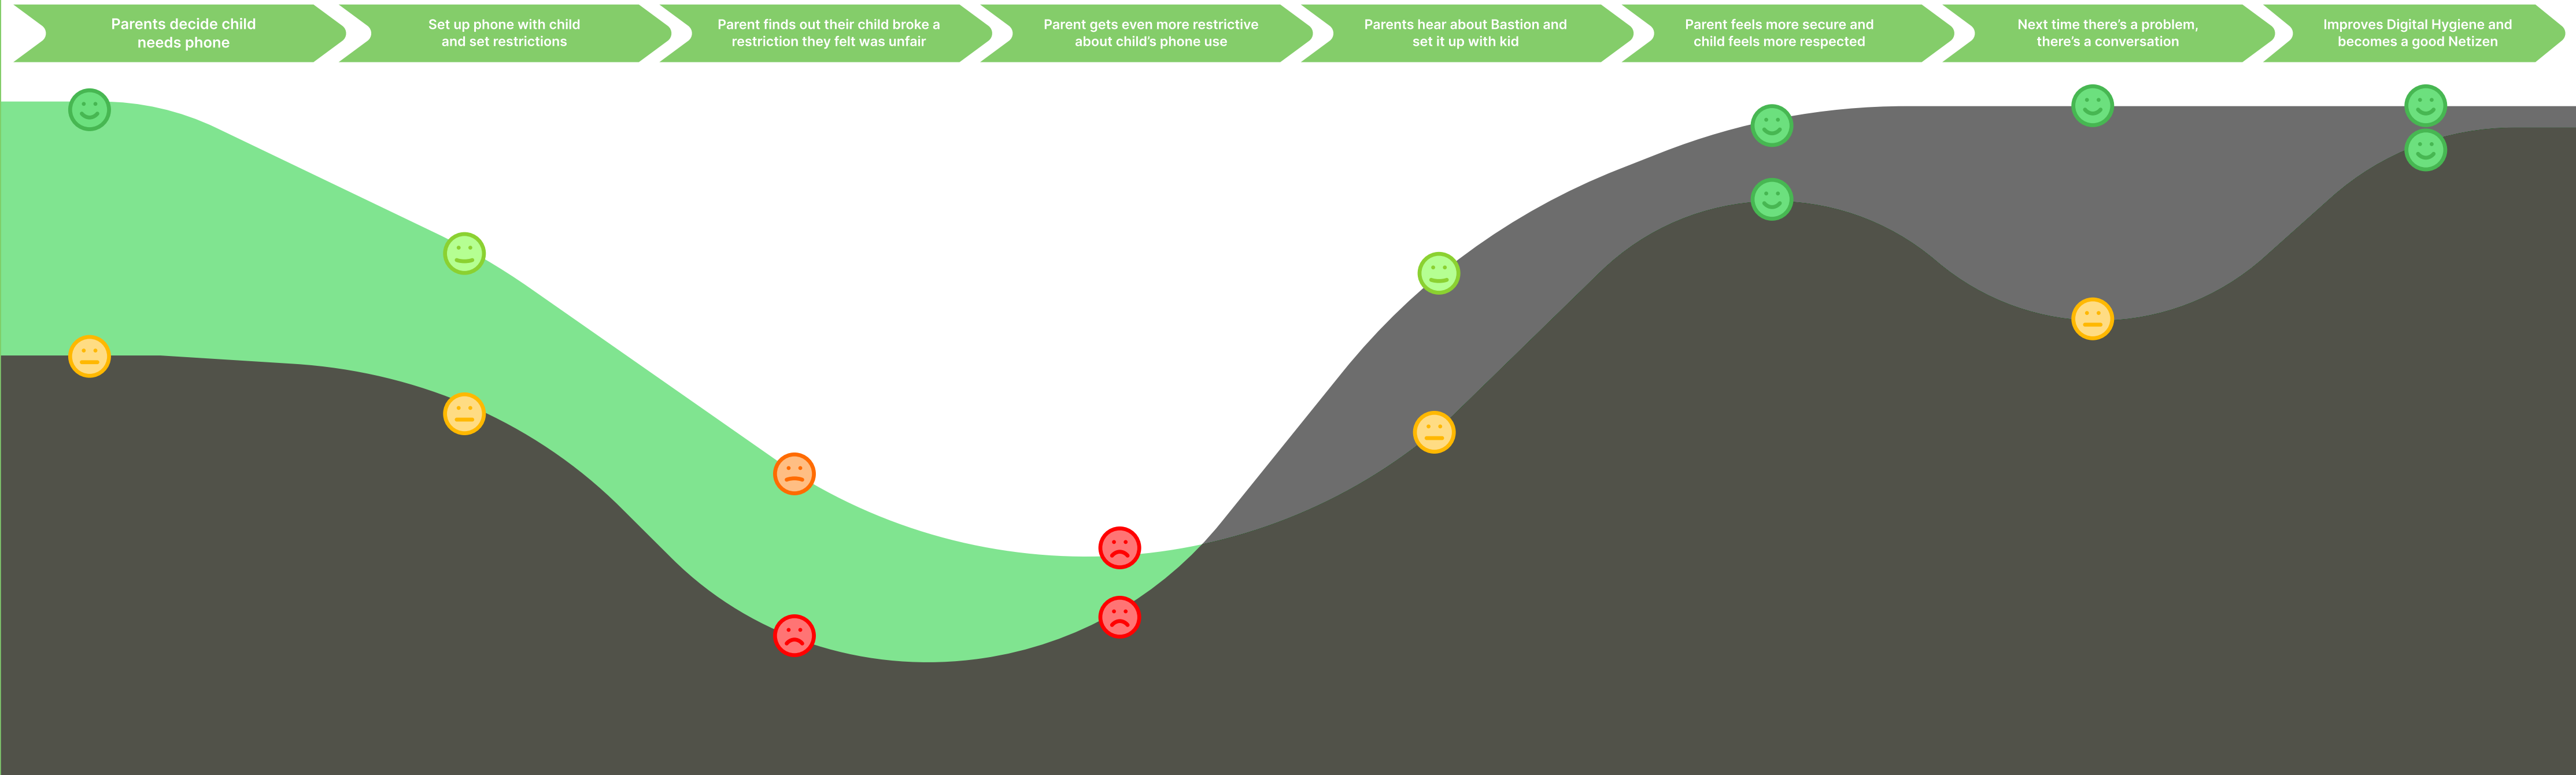 Parents decide child
needs phone
Set up phone with child
and set restrictions
Parent finds out their child broke a
restriction they felt was unfair
Parent gets even more restrictive
about child’s phone use
Parents hear about Bastion and
set it up with kid
Parent feels more secure and
child feels more respected
Next time there’s a problem,
there’s a conversation
Improves Digital Hygiene and
becomes a good Netizen